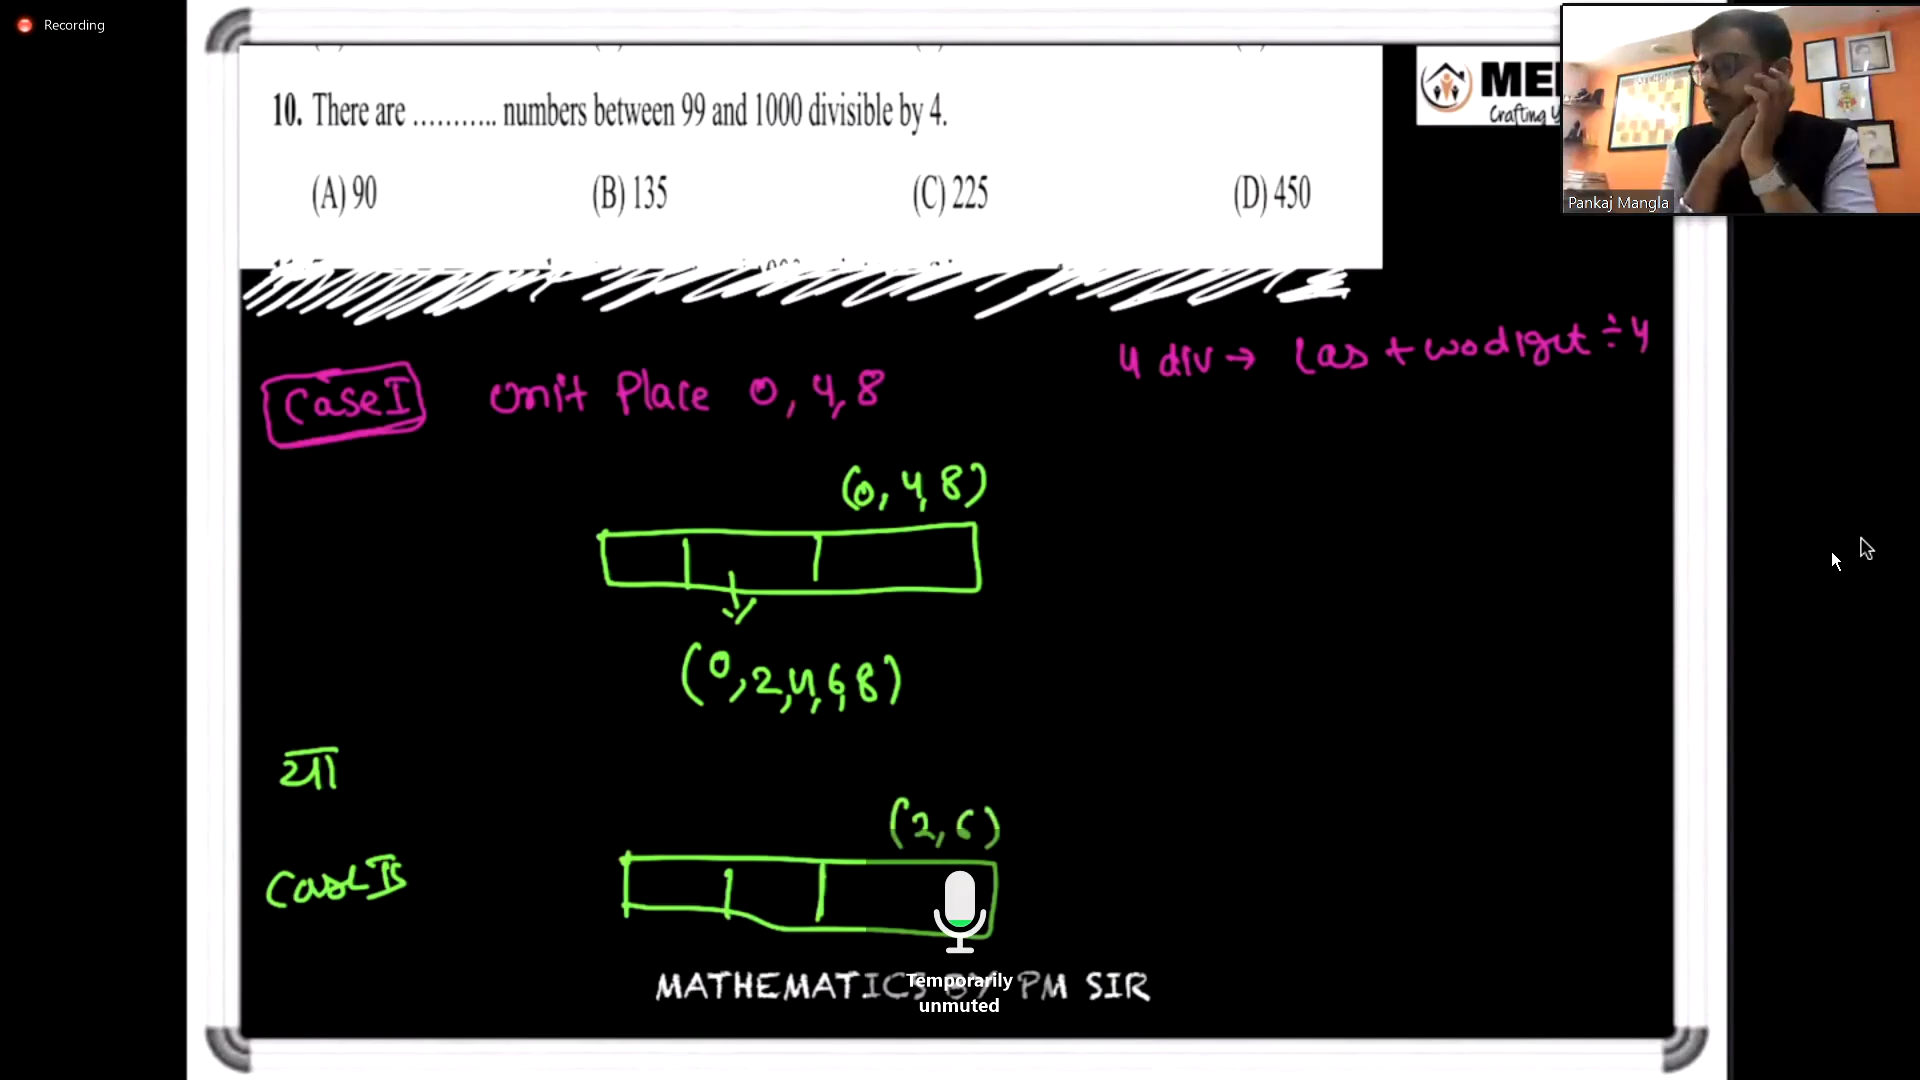 Recording
10. There are ........... numbers between 99 and 1000 divisible by 4.
(A) 90 (B) 135 (C) 225 (D) 450
Crafting
Pankaj Mangla
4 div → las two digit ÷ 4
Case I unit Place 0, 4, 8
(0, 4, 8)
(0, 2, 4, 6, 8)
या
(2, 6)
Case II
MATHEMATICS BY PM SIR
Temporarily
unmuted